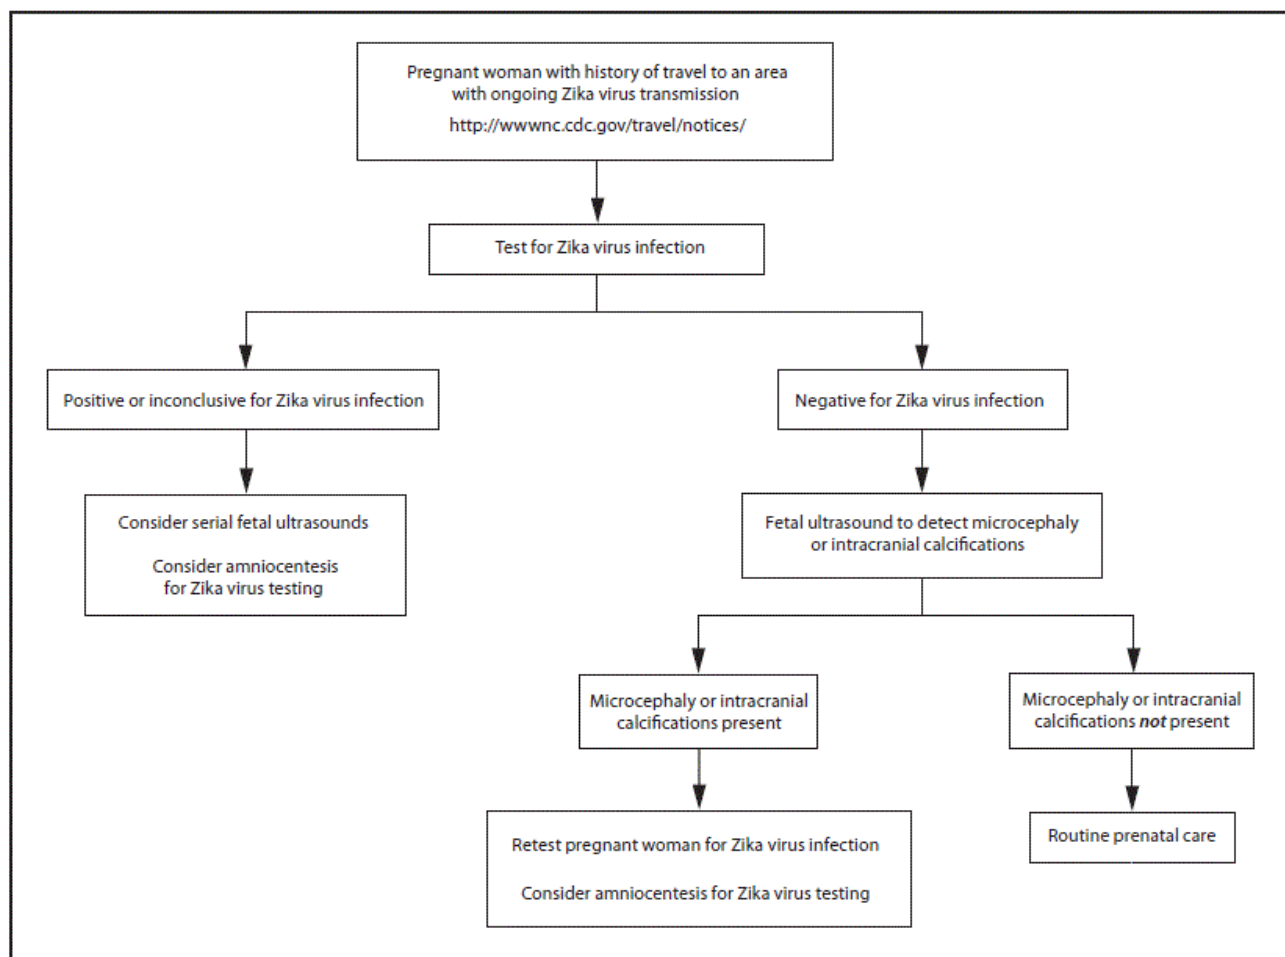 Pregnant woman with history of travel to an area
with ongoing Zika virus transmission
http://wwwnc.cdc.gov/travel/notices/
Test for Zika virus infection
Positive or inconclusive for Zika virus infection
Negative for Zika virus infection
Consider serial fetal ultrasounds
Consider amniocentesis
for Zika virus testing
Fetal ultrasound to detect microcephaly
or intracranial calcifications
Microcephaly or intracranial
calcifications present
Microcephaly or intracranial
calcifications not present
Retest pregnant woman for Zika virus infection
Consider amniocentesis for Zika virus testing
Routine prenatal care